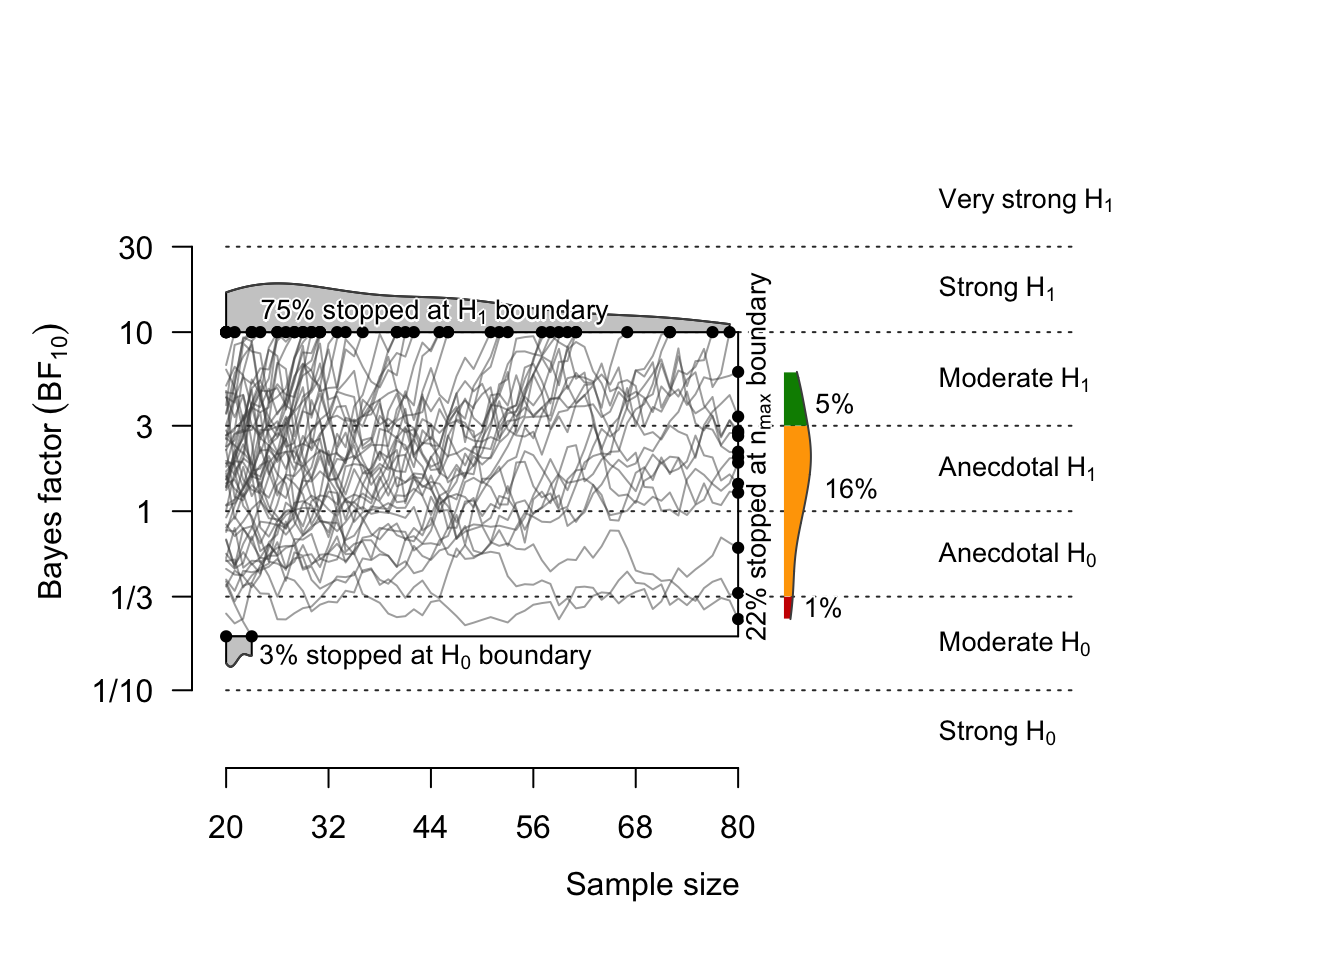 Very strong H₁
30
Strong H₁
75% stopped at H₁ boundary
10
Moderate H₁
5%
3
Anecdotal H₁
16%
1
Anecdotal H₀
1/3
1%
22% stopped at nmax boundary
Moderate H₀
3% stopped at H₀ boundary
1/10
Strong H₀
Bayes factor (BF₁₀)
20 32 44 56 68 80
Sample size